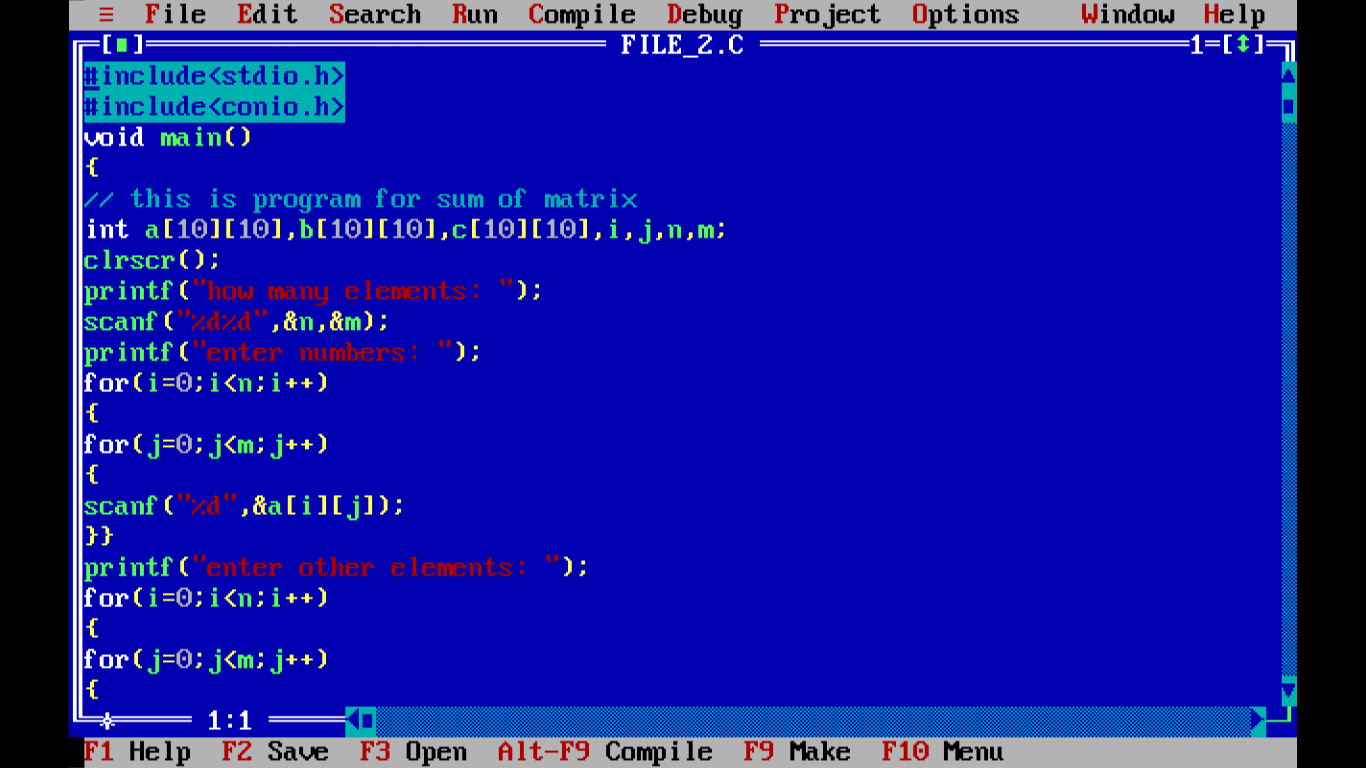 ≡ File Edit Search Run Compile Debug Project Options Window Help
[■] FILE_2.C 1=[↕]
#include<stdio.h>
#include<conio.h>
void main()
{
// this is program for sum of matrix
int a[10][10],b[10][10],c[10][10],i,j,n,m;
clrscr();
printf("how many elements: ");
scanf("%d%d",&n,&m);
printf("enter numbers: ");
for(i=0;i<n;i++)
{
for(j=0;j<m;j++)
{
scanf("%d",&a[i][j]);
}}
printf("enter other elements: ");
for(i=0;i<n;i++)
{
for(j=0;j<m;j++)
{
1:1
F1 Help F2 Save F3 Open Alt-F9 Compile F9 Make F10 Menu